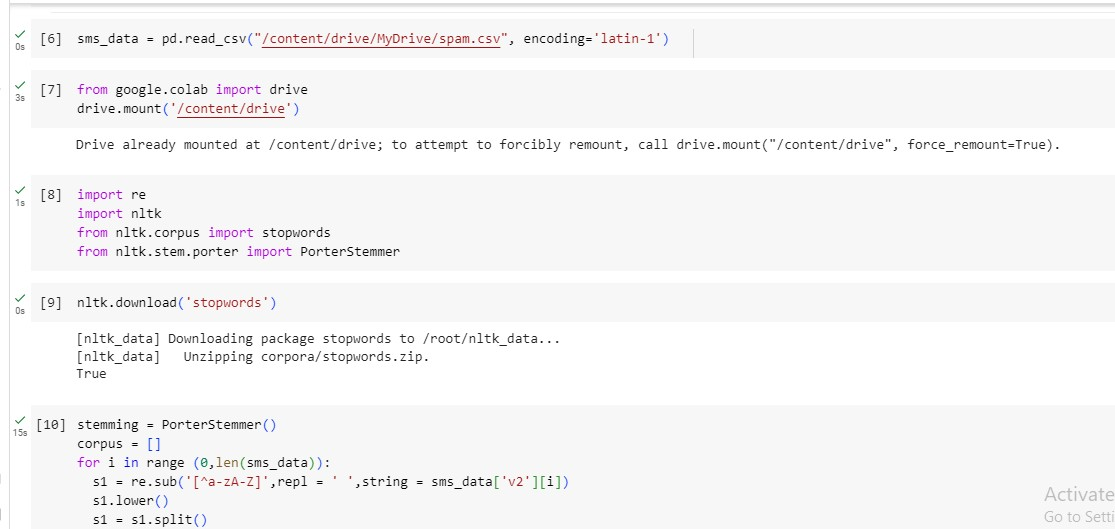 [6] sms_data = pd.read_csv("/content/drive/MyDrive/spam.csv", encoding='latin-1')
0s
[7] from google.colab import drive
3s
drive.mount('/content/drive')
Drive already mounted at /content/drive; to attempt to forcibly remount, call drive.mount("/content/drive", force_remount=True).
[8] import re
1s
import nltk
from nltk.corpus import stopwords
from nltk.stem.porter import PorterStemmer
[9] nltk.download('stopwords')
0s
[nltk_data] Downloading package stopwords to /root/nltk_data...
[nltk_data]   Unzipping corpora/stopwords.zip.
True
[10] stemming = PorterStemmer()
15s
corpus = []
for i in range (0,len(sms_data)):
  s1 = re.sub('[^a-zA-Z]',repl = ' ',string = sms_data['v2'][i])
  s1.lower()
  s1 = s1.split()
Activate
Go to Setti